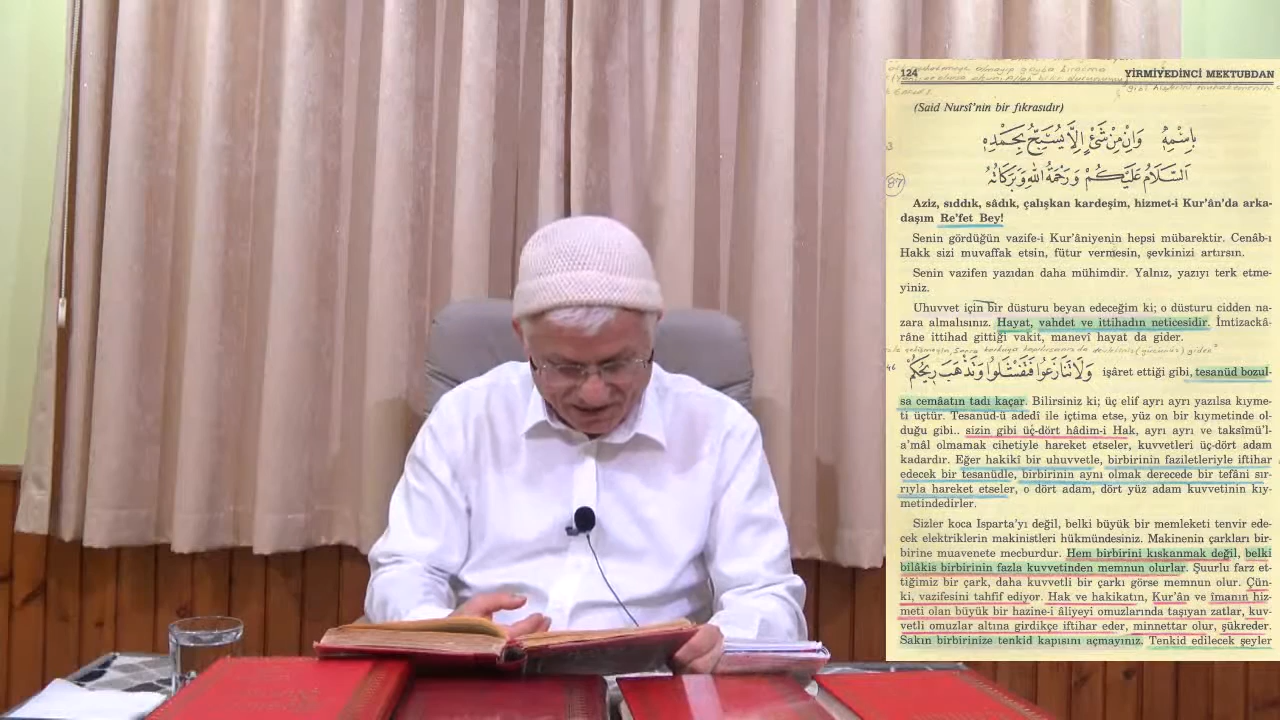 124 YİRMİYEDİNCİ MEKTUBDAN
(Said Nursî'nin bir fıkrasıdır)
بِاسْمِهِ وَاِنْ مِنْ شَيْءٍ اِلَّا يُسَبِّحُ بِحَمْدِهِ
اَلسَّلَامُ عَلَيْكُمْ وَرَحْمَةُ اللهِ وَبَرَكَاتُهُ
Aziz, sıddık, sâdık, çalışkan kardeşim, hizmet-i Kur'ân'da arka-
daşım Re'fet Bey!
Senin gördüğün vazife-i Kur'âniyenin hepsi mübarektir. Cenâb-ı
Hakk sizi muvaffak etsin, fütur vermesin, şevkinizi artırsın.
Senin vazifen yazıdan daha mühimdir. Yalnız, yazıyı terk etme-
yiniz.
Uhuvvet için bir düsturu beyan edeceğim ki; o düsturu cidden na-
zara almalısınız. Hayat, vahdet ve ittihadın neticesidir. İmtizackâ-
râne ittihad gittiği vakit, manevî hayat da gider.
وَلَا تَنَازَعُوا فَتَفْشَلُوا وَتَذْهَبَ رِيحُكُمْ işâret ettiği gibi, tesanüd bozul-
sa cemâatın tadı kaçar. Bilirsiniz ki; üç elif ayrı ayrı yazılsa kıyme-
ti üçtür. Tesanüd-ü adedî ile içtima etse, yüz on bir kıymetinde ol-
duğu gibi.. sizin gibi üç-dört hâdim-i Hak, ayrı ayrı ve taksîmü'l-
a'mâl olmamak cihetiyle hareket etseler, kuvvetleri üç-dört adam
kadardır. Eğer hakikî bir uhuvvetle, birbirinin faziletleriyle iftihar
edecek bir tesanüdle, birbirinin aynı olmak derecede bir tefâni sır-
rıyla hareket etseler, o dört adam, dört yüz adam kuvvetinin kıy-
metindedirler.
Sizler koca Isparta'yı değil, belki büyük bir memleketi tenvir ede-
cek elektriklerin makinistleri hükmündesiniz. Makinenin çarkları bir-
birine muavenete mecburdur. Hem birbirini kıskanmak değil, belki
bilâkis birbirinin fazla kuvvetinden memnun olurlar. Şuurlu farz et-
tiğimiz bir çark, daha kuvvetli bir çarkı görse memnun olur. Çün-
ki, vazifesini tahfif ediyor. Hak ve hakikatın, Kur'ân ve imanın hiz-
meti olan büyük bir hazine-i âliyeyi omuzlarında taşıyan zatlar, kuv-
vetli omuzlar altına girdikçe iftihar eder, minnettar olur, şükreder.
Sakın birbirinize tenkid kapısını açmayınız. Tenkid edilecek şeyler